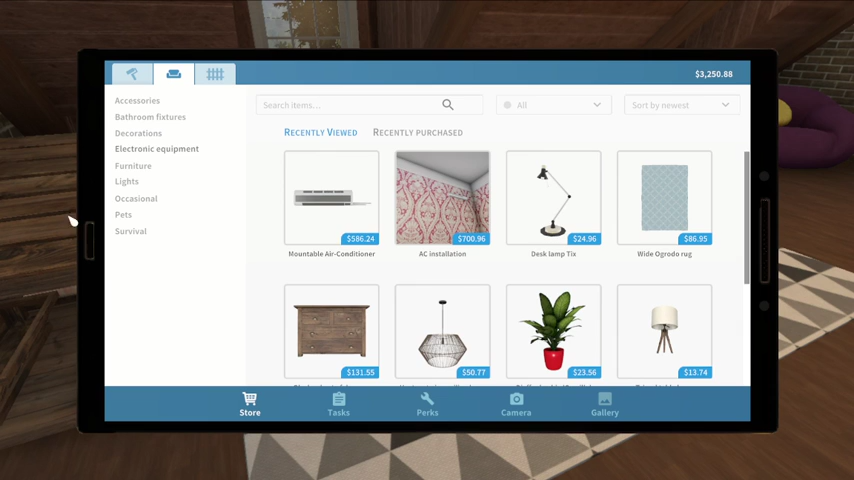 $3,250.88
Accessories
Bathroom fixtures
Decorations
Electronic equipment
Furniture
Lights
Occasional
Pets
Survival
Search items...
All
Sort by newest
RECENTLY VIEWED
RECENTLY PURCHASED
$586.24
$700.96
$24.96
$86.95
Mountable Air-Conditioner
AC installation
Desk lamp Tix
Wide Ogrodo rug
$131.55
$50.77
$23.56
$13.74
Store
Tasks
Perks
Camera
Gallery